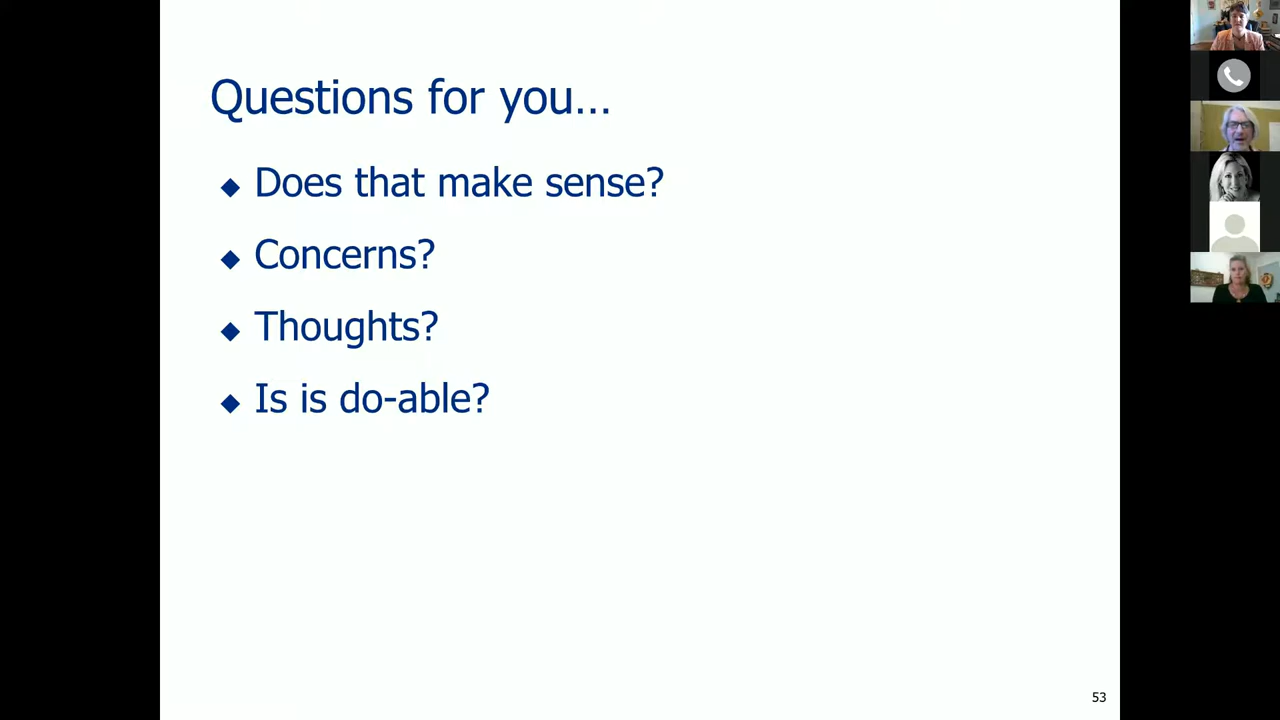 Questions for you...
Does that make sense?
Concerns?
Thoughts?
Is is do-able?
53